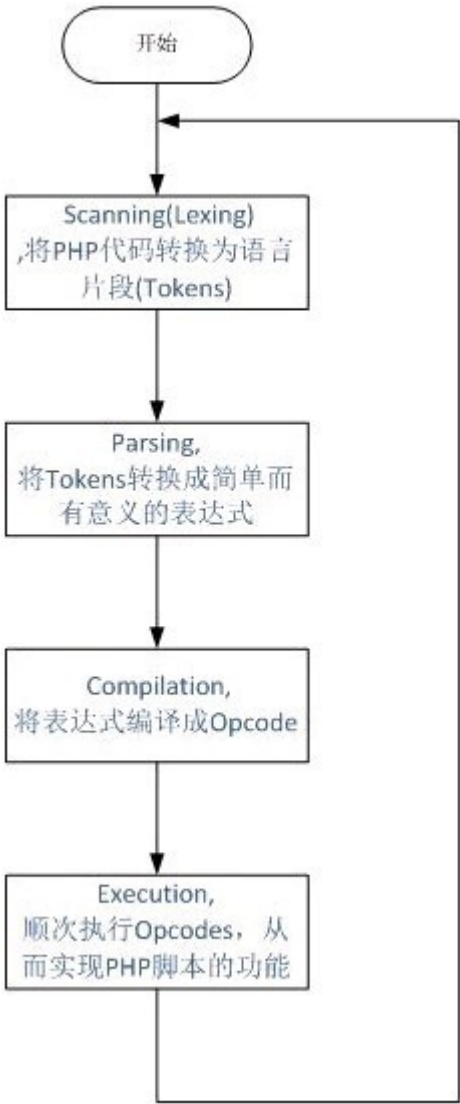 开始
Scanning(Lexing)
,将PHP代码转换为语言
片段(Tokens)
Parsing,
将Tokens转换成简单而
有意义的表达式
Compilation,
将表达式编译成Opcode
Execution,
顺次执行Opcodes，从
而实现PHP脚本的功能